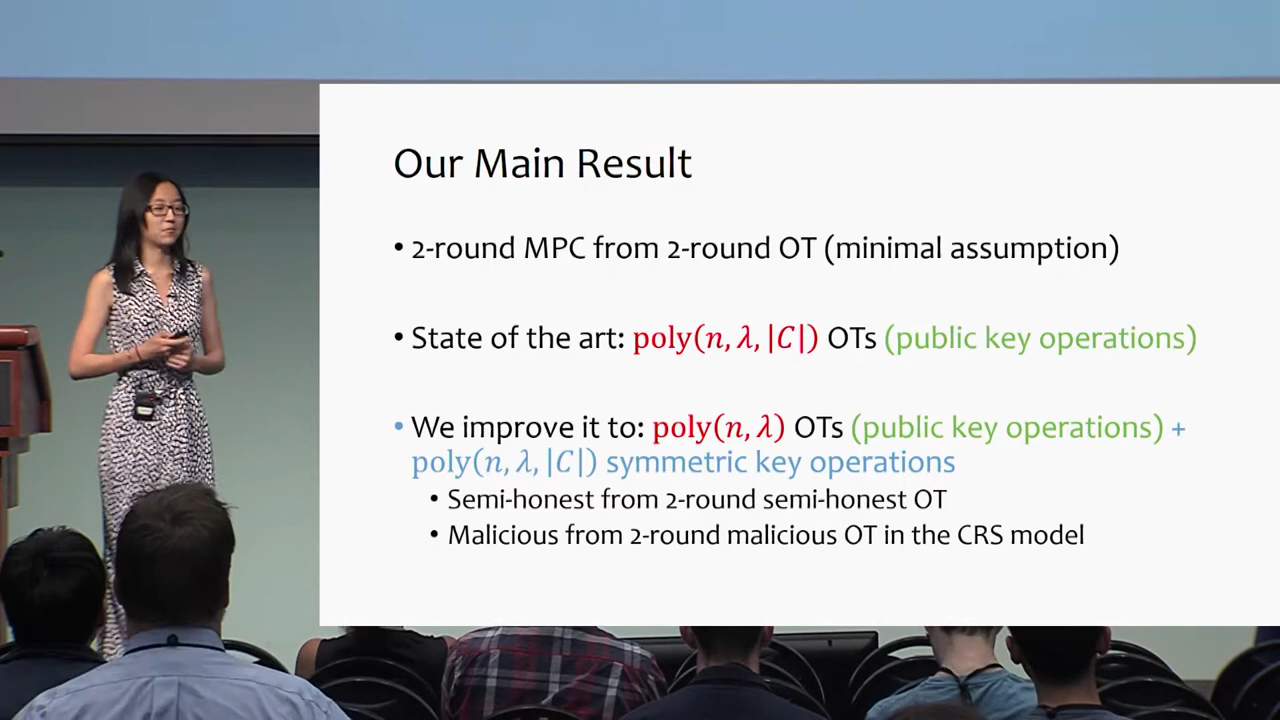 Our Main Result
• 2-round MPC from 2-round OT (minimal assumption)
• State of the art: poly(n, λ, |C|) OTs (public key operations)
• We improve it to: poly(n, λ) OTs (public key operations) +
poly(n, λ, |C|) symmetric key operations
• Semi-honest from 2-round semi-honest OT
• Malicious from 2-round malicious OT in the CRS model